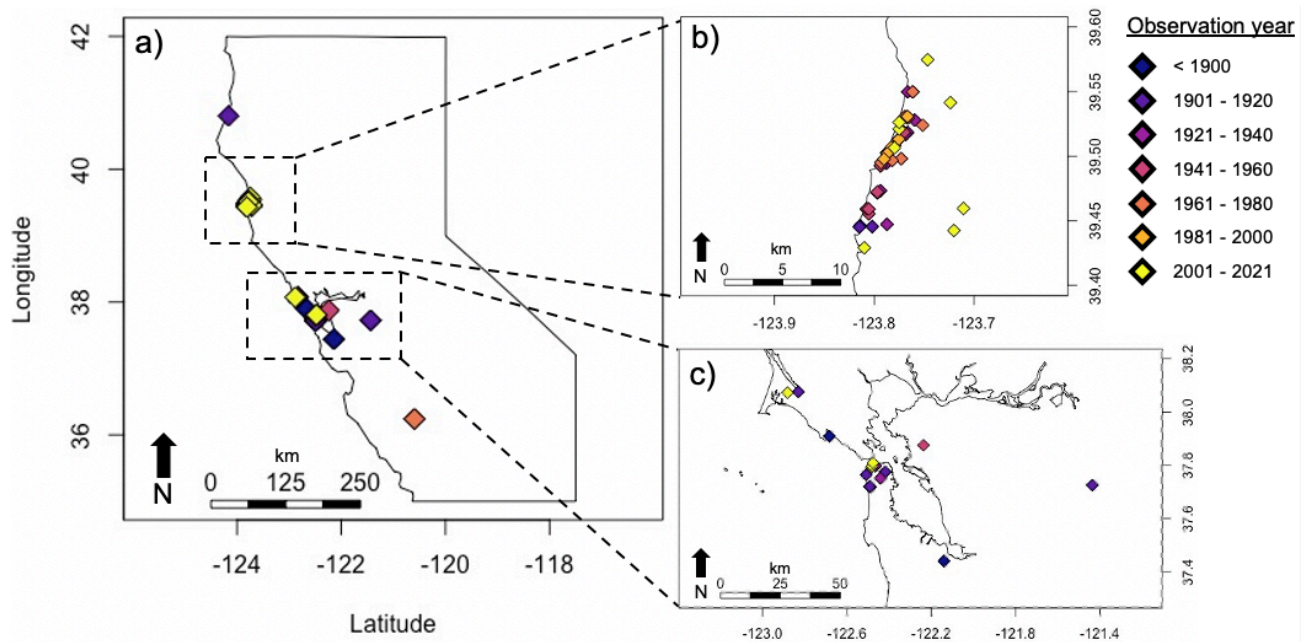 a)
42
40
38
36
Longitude
km
0 125 250
N
-124 -122 -120 -118
Latitude
b)
39.60
39.55
39.50
39.45
39.40
km
0 5 10
N
-123.9 -123.8 -123.7
c)
38.2
38.0
37.8
37.6
37.4
km
0 25 50
N
-123.0 -122.6 -122.2 -121.8 -121.4
Observation year
< 1900
1901 - 1920
1921 - 1940
1941 - 1960
1961 - 1980
1981 - 2000
2001 - 2021